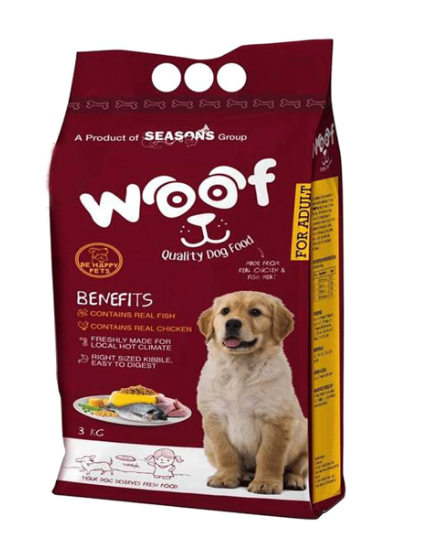 A Product of SEASONS Group
woof
Quality Dog Food
FOR ADULT
MADE FROM
REAL CHICKEN &
FISH MEAT
BE HAPPY
PETS
BENEFITS
CONTAINS REAL FISH
CONTAINS REAL CHICKEN
FRESHLY MADE FOR
LOCAL HOT CLIMATE
RIGHT SIZED KIBBLE,
EASY TO DIGEST
3 KG
YOUR DOG DESERVES FRESH FOOD